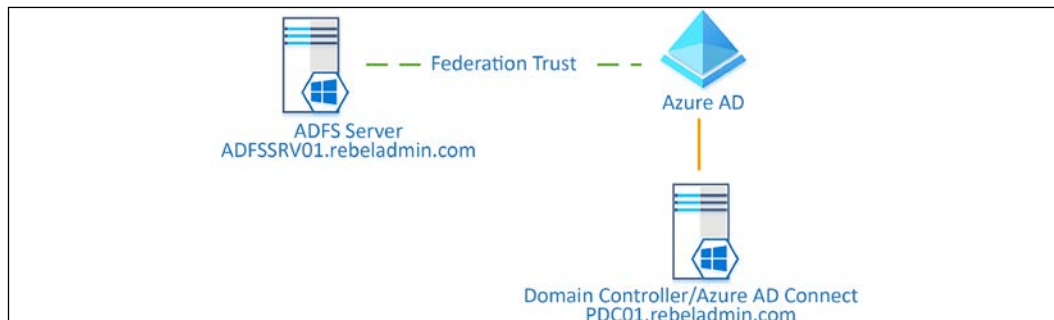 Federation Trust
Azure AD
ADFS Server
ADFSSRV01.rebeladmin.com
Domain Controller/Azure AD Connect
PDC01.rebeladmin.com